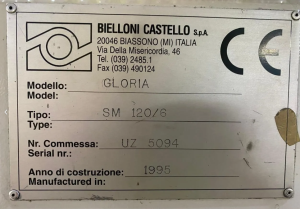 BIELLONI CASTELLO S.p.A.
20046 BIASSONO (MI) ITALIA
Via Della Misericordia, 46
Tel. (039) 2485.1
Fax (039) 490124
CE
Modello: GLORIA
Model:
Tipo: SM 120/6
Type:
Nr. Commessa: UZ 5094
Serial nr.:
Anno di costruzione: 1995
Manufactured in: